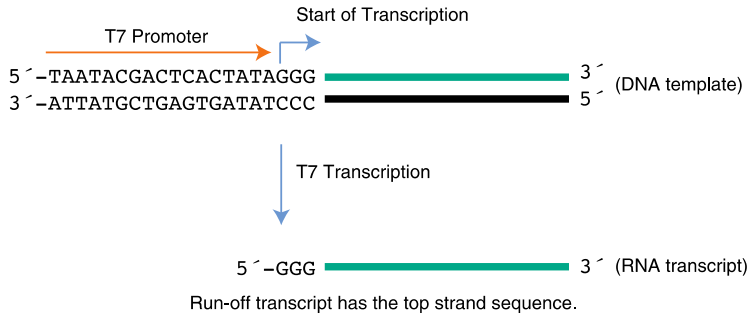 Start of Transcription
T7 Promoter
5´-TAATACGACTCACTATAGGG 3´
(DNA template)
3´-ATTATGCTGAGTGATATCCC 5´
T7 Transcription
5´-GGG 3´ (RNA transcript)
Run-off transcript has the top strand sequence.